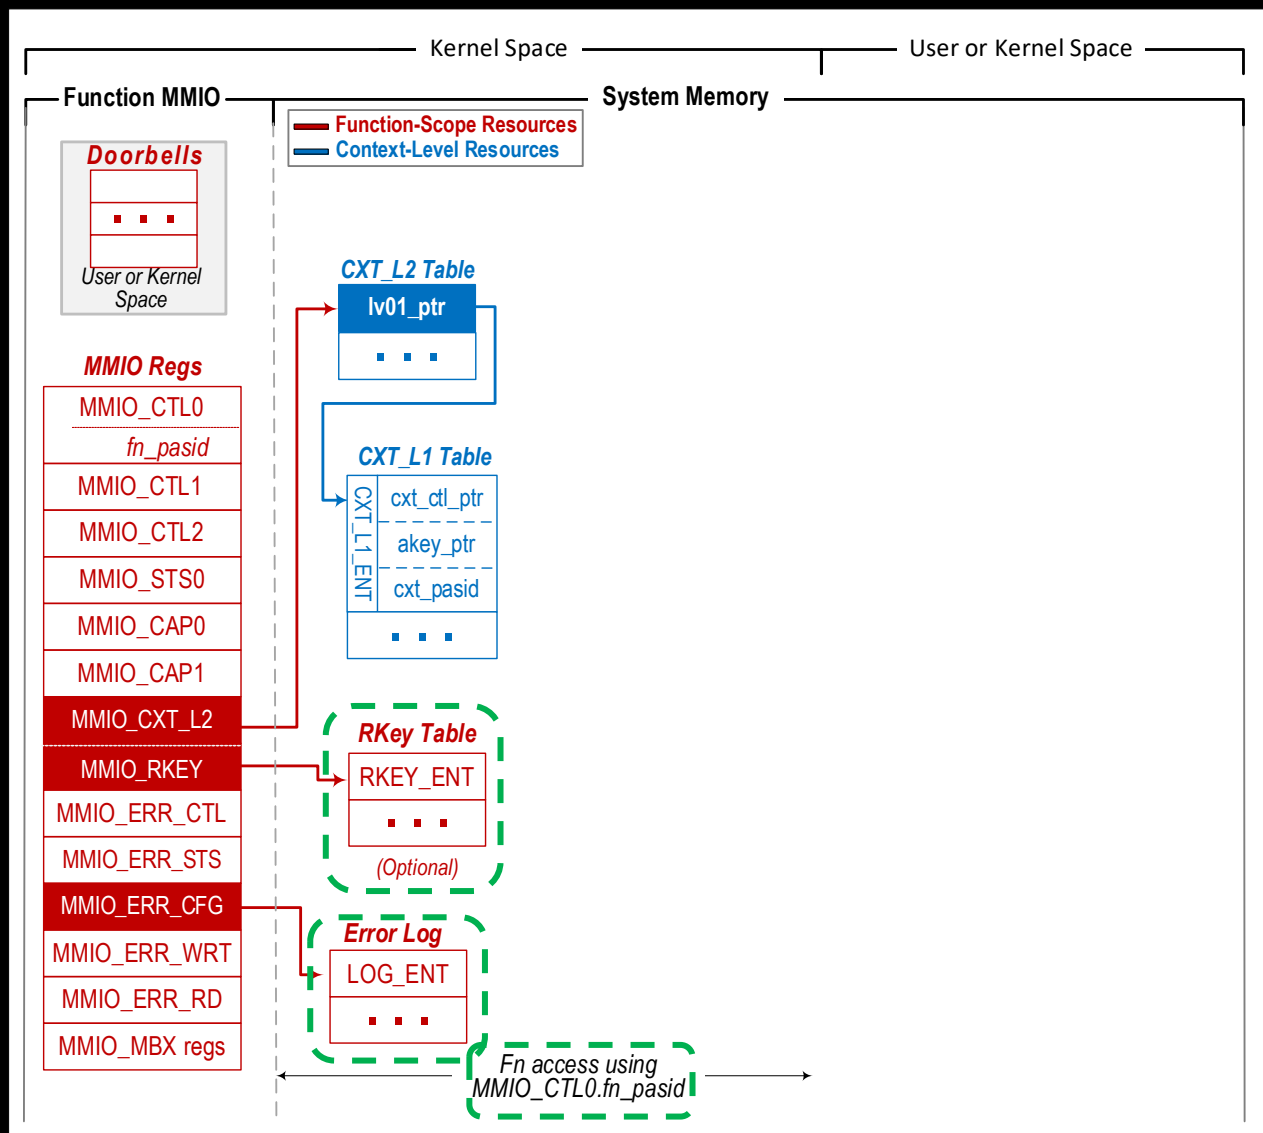 Kernel Space
User or Kernel Space
Function MMIO
System Memory
Function-Scope Resources
Context-Level Resources
Doorbells
User or Kernel
Space
MMIO Regs
MMIO_CTL0
fn_pasid
MMIO_CTL1
MMIO_CTL2
MMIO_STS0
MMIO_CAP0
MMIO_CAP1
MMIO_CXT_L2
MMIO_RKEY
MMIO_ERR_CTL
MMIO_ERR_STS
MMIO_ERR_CFG
MMIO_ERR_WRT
MMIO_ERR_RD
MMIO_MBX regs
CXT_L2 Table
lv01_ptr
CXT_L1 Table
CXT_L1_ENT
cxt_ctl_ptr
akey_ptr
cxt_pasid
RKey Table
RKEY_ENT
(Optional)
Error Log
LOG_ENT
Fn access using
MMIO_CTL0.fn_pasid